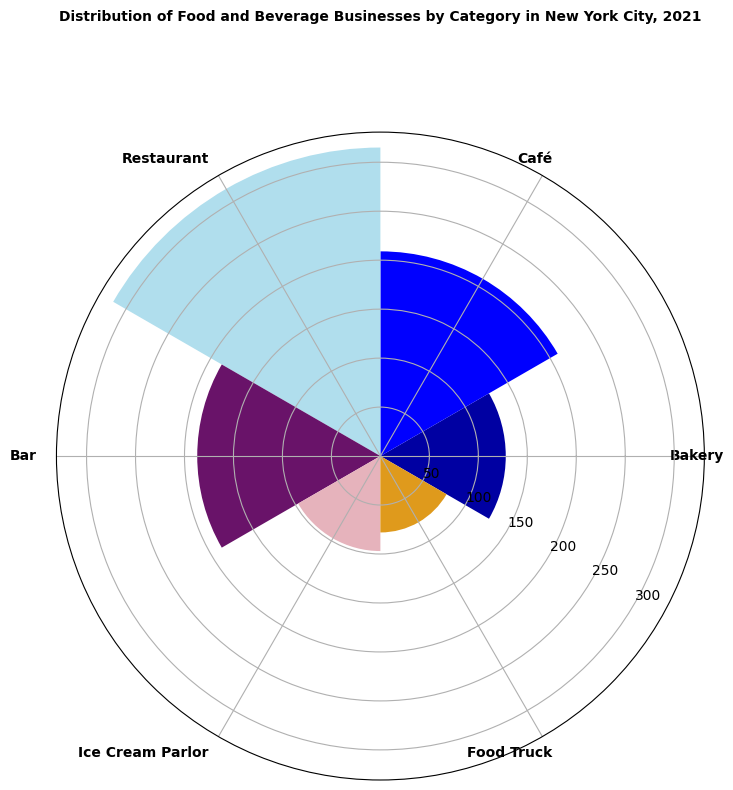 Distribution of Food and Beverage Businesses by Category in New York City, 2021
Restaurant
Café
Bar
Bakery
50
100
150
200
250
300
Ice Cream Parlor
Food Truck